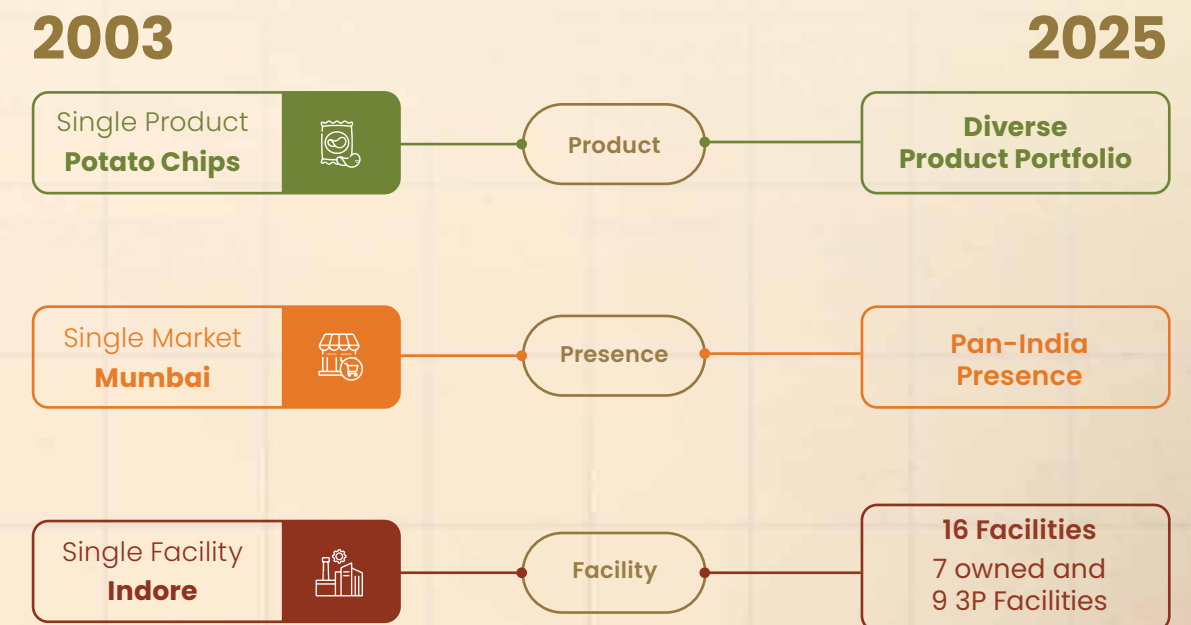 2003
2025
Single Product
Potato Chips
Product
Diverse
Product Portfolio
Single Market
Mumbai
Presence
Pan-India
Presence
Single Facility
Indore
Facility
16 Facilities
7 owned and
9 3P Facilities